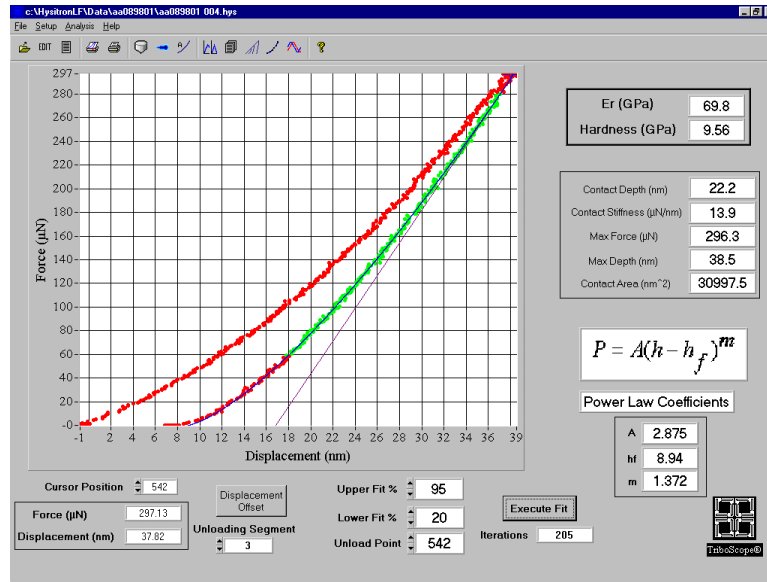 c:\HysitronLF\Data\aa089801\aa089801 004.hys
File Setup Analysis Help
EDIT
297
280
260
240
220
200
180
160
140
120
100
80
60
40
20
-0
-1 2 4 6 8 9 10 12 14 16 18 20 22 24 26 28 30 32 34 36 39
Force (µN)
Displacement (nm)
Er (GPa) 69.8
Hardness (GPa) 9.56
Contact Depth (nm) 22.2
Contact Stiffness (µN/nm) 13.9
Max Force (µN) 296.3
Max Depth (nm) 38.5
Contact Area (nm^2) 30997.5
P = A(h - h_f)^m
Power Law Coefficients
A 2.875
hf 8.94
m 1.372
Cursor Position 542
Force (µN) 297.13
Displacement (nm) 37.82
Displacement Offset
Unloading Segment
3
Upper Fit % 95
Lower Fit % 20
Unload Point 542
Execute Fit
Iterations 205
TriboScope®